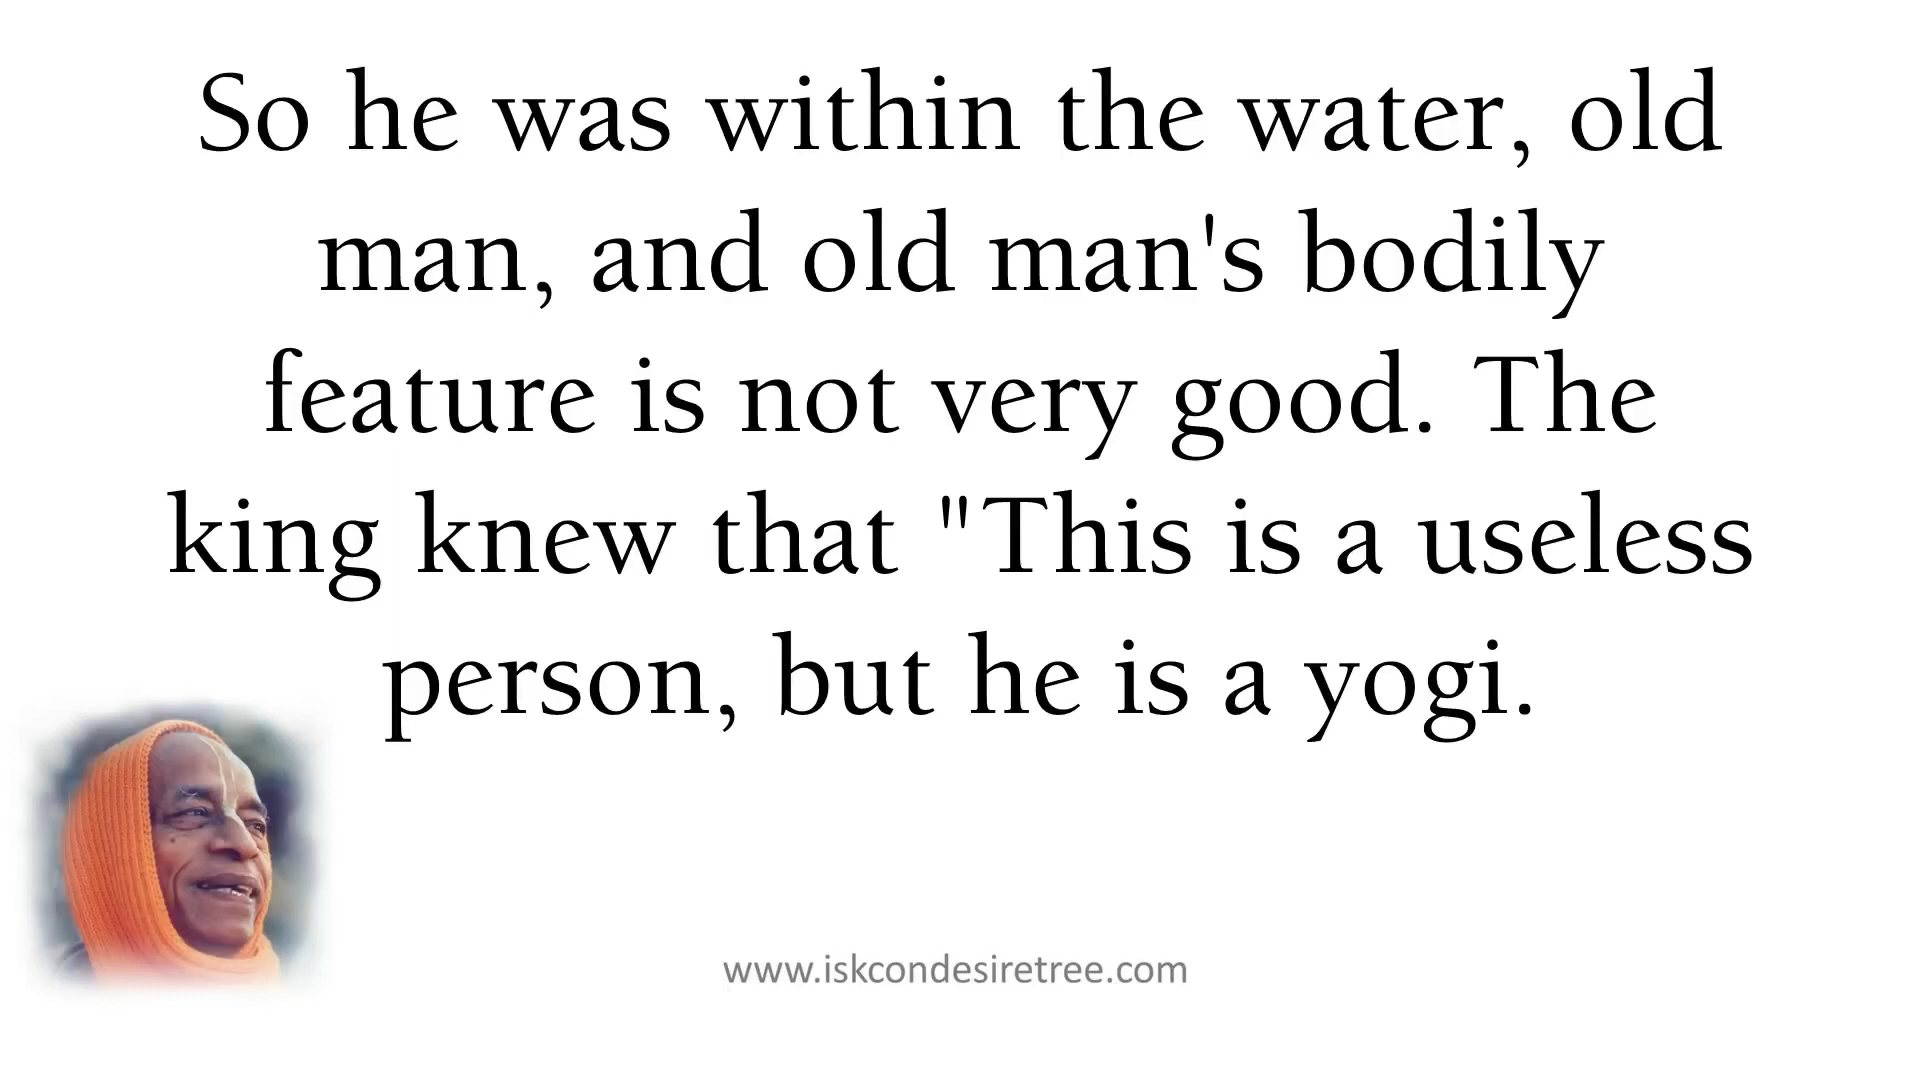 So he was within the water, old
man, and old man's bodily
feature is not very good. The
king knew that "This is a useless
person, but he is a yogi.
www.iskcondesiretree.com